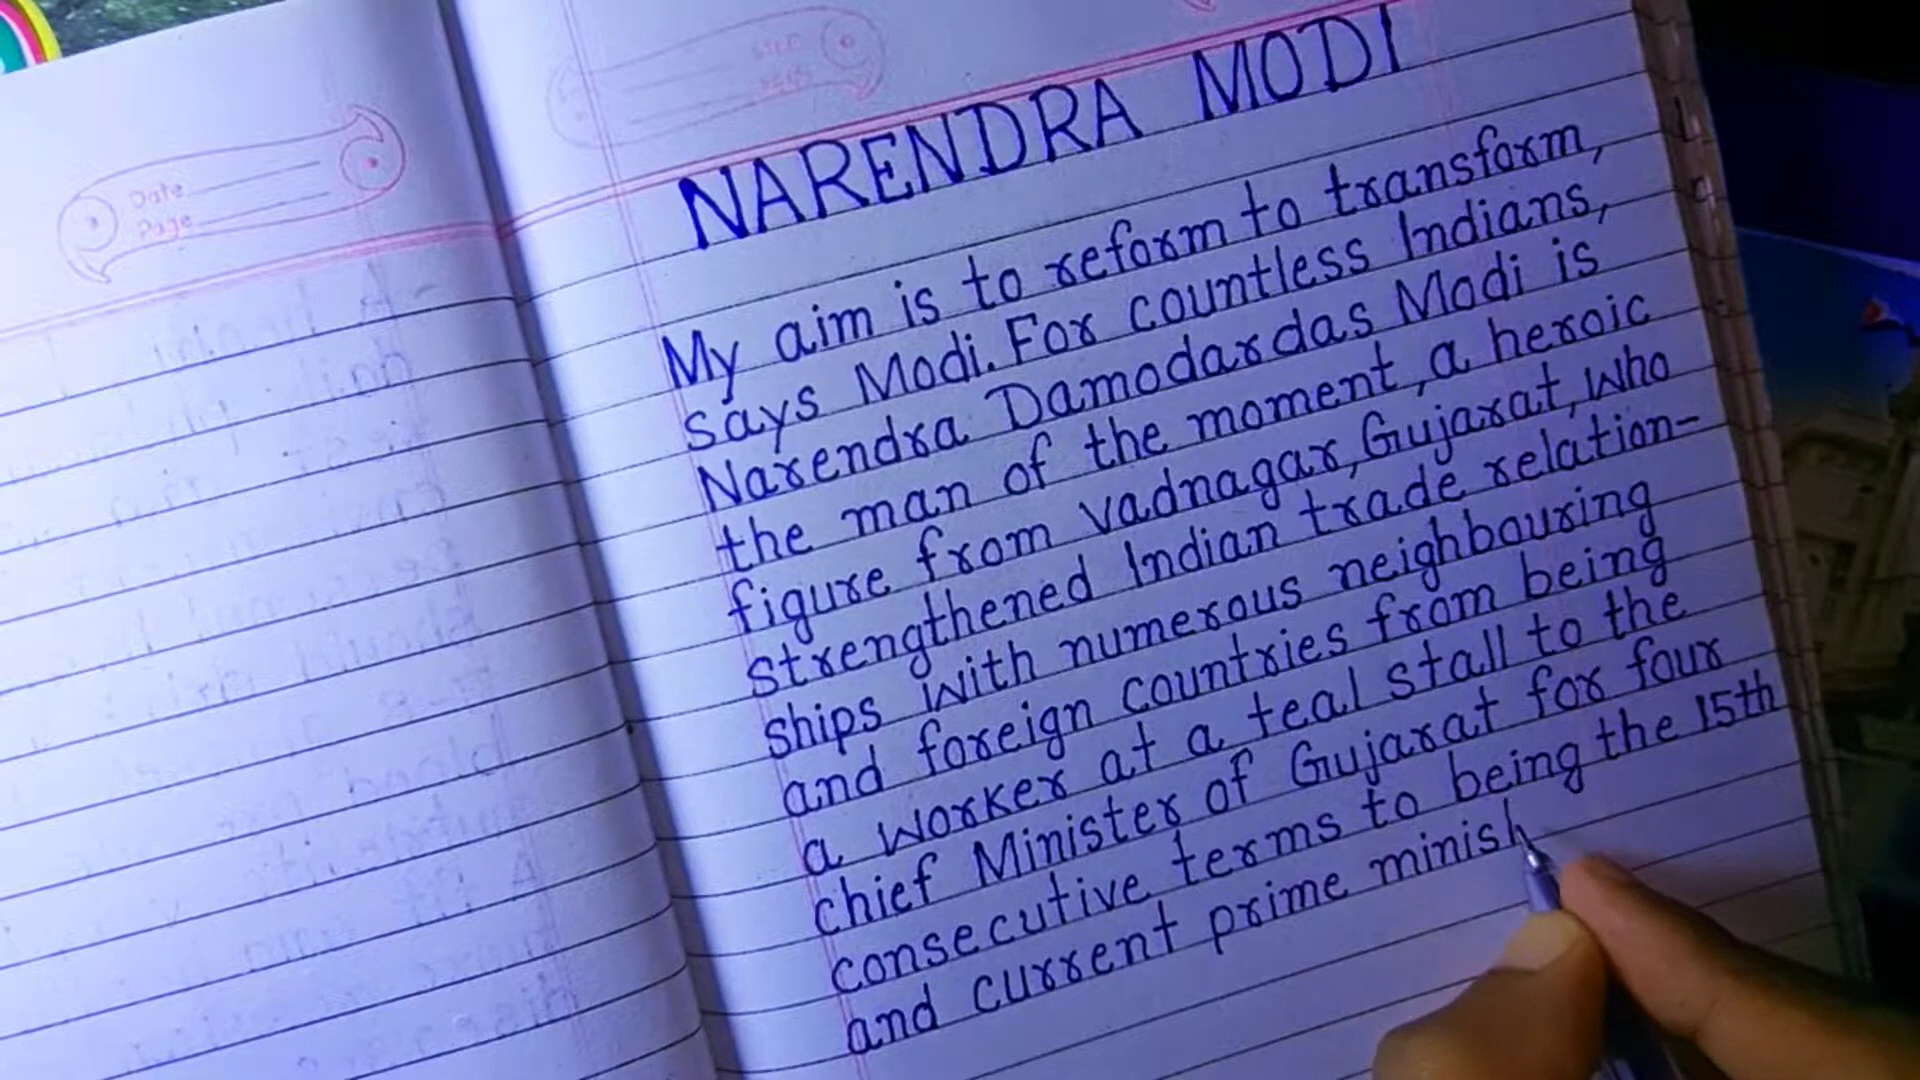 Date
Page
NARENDRA MODI
My aim is to reform to transform,
says Modi. For countless Indians,
Narendra Damodardas Modi is
the man of the moment, a heroic
figure from vadnagar, Gujarat, who
strengthened Indian trade relation-
ships with numerous neighbouring
and foreign countries from being
a worker at a teal stall to the
chief Minister of Gujarat for four
consecutive terms to being the 15th
and current prime minis